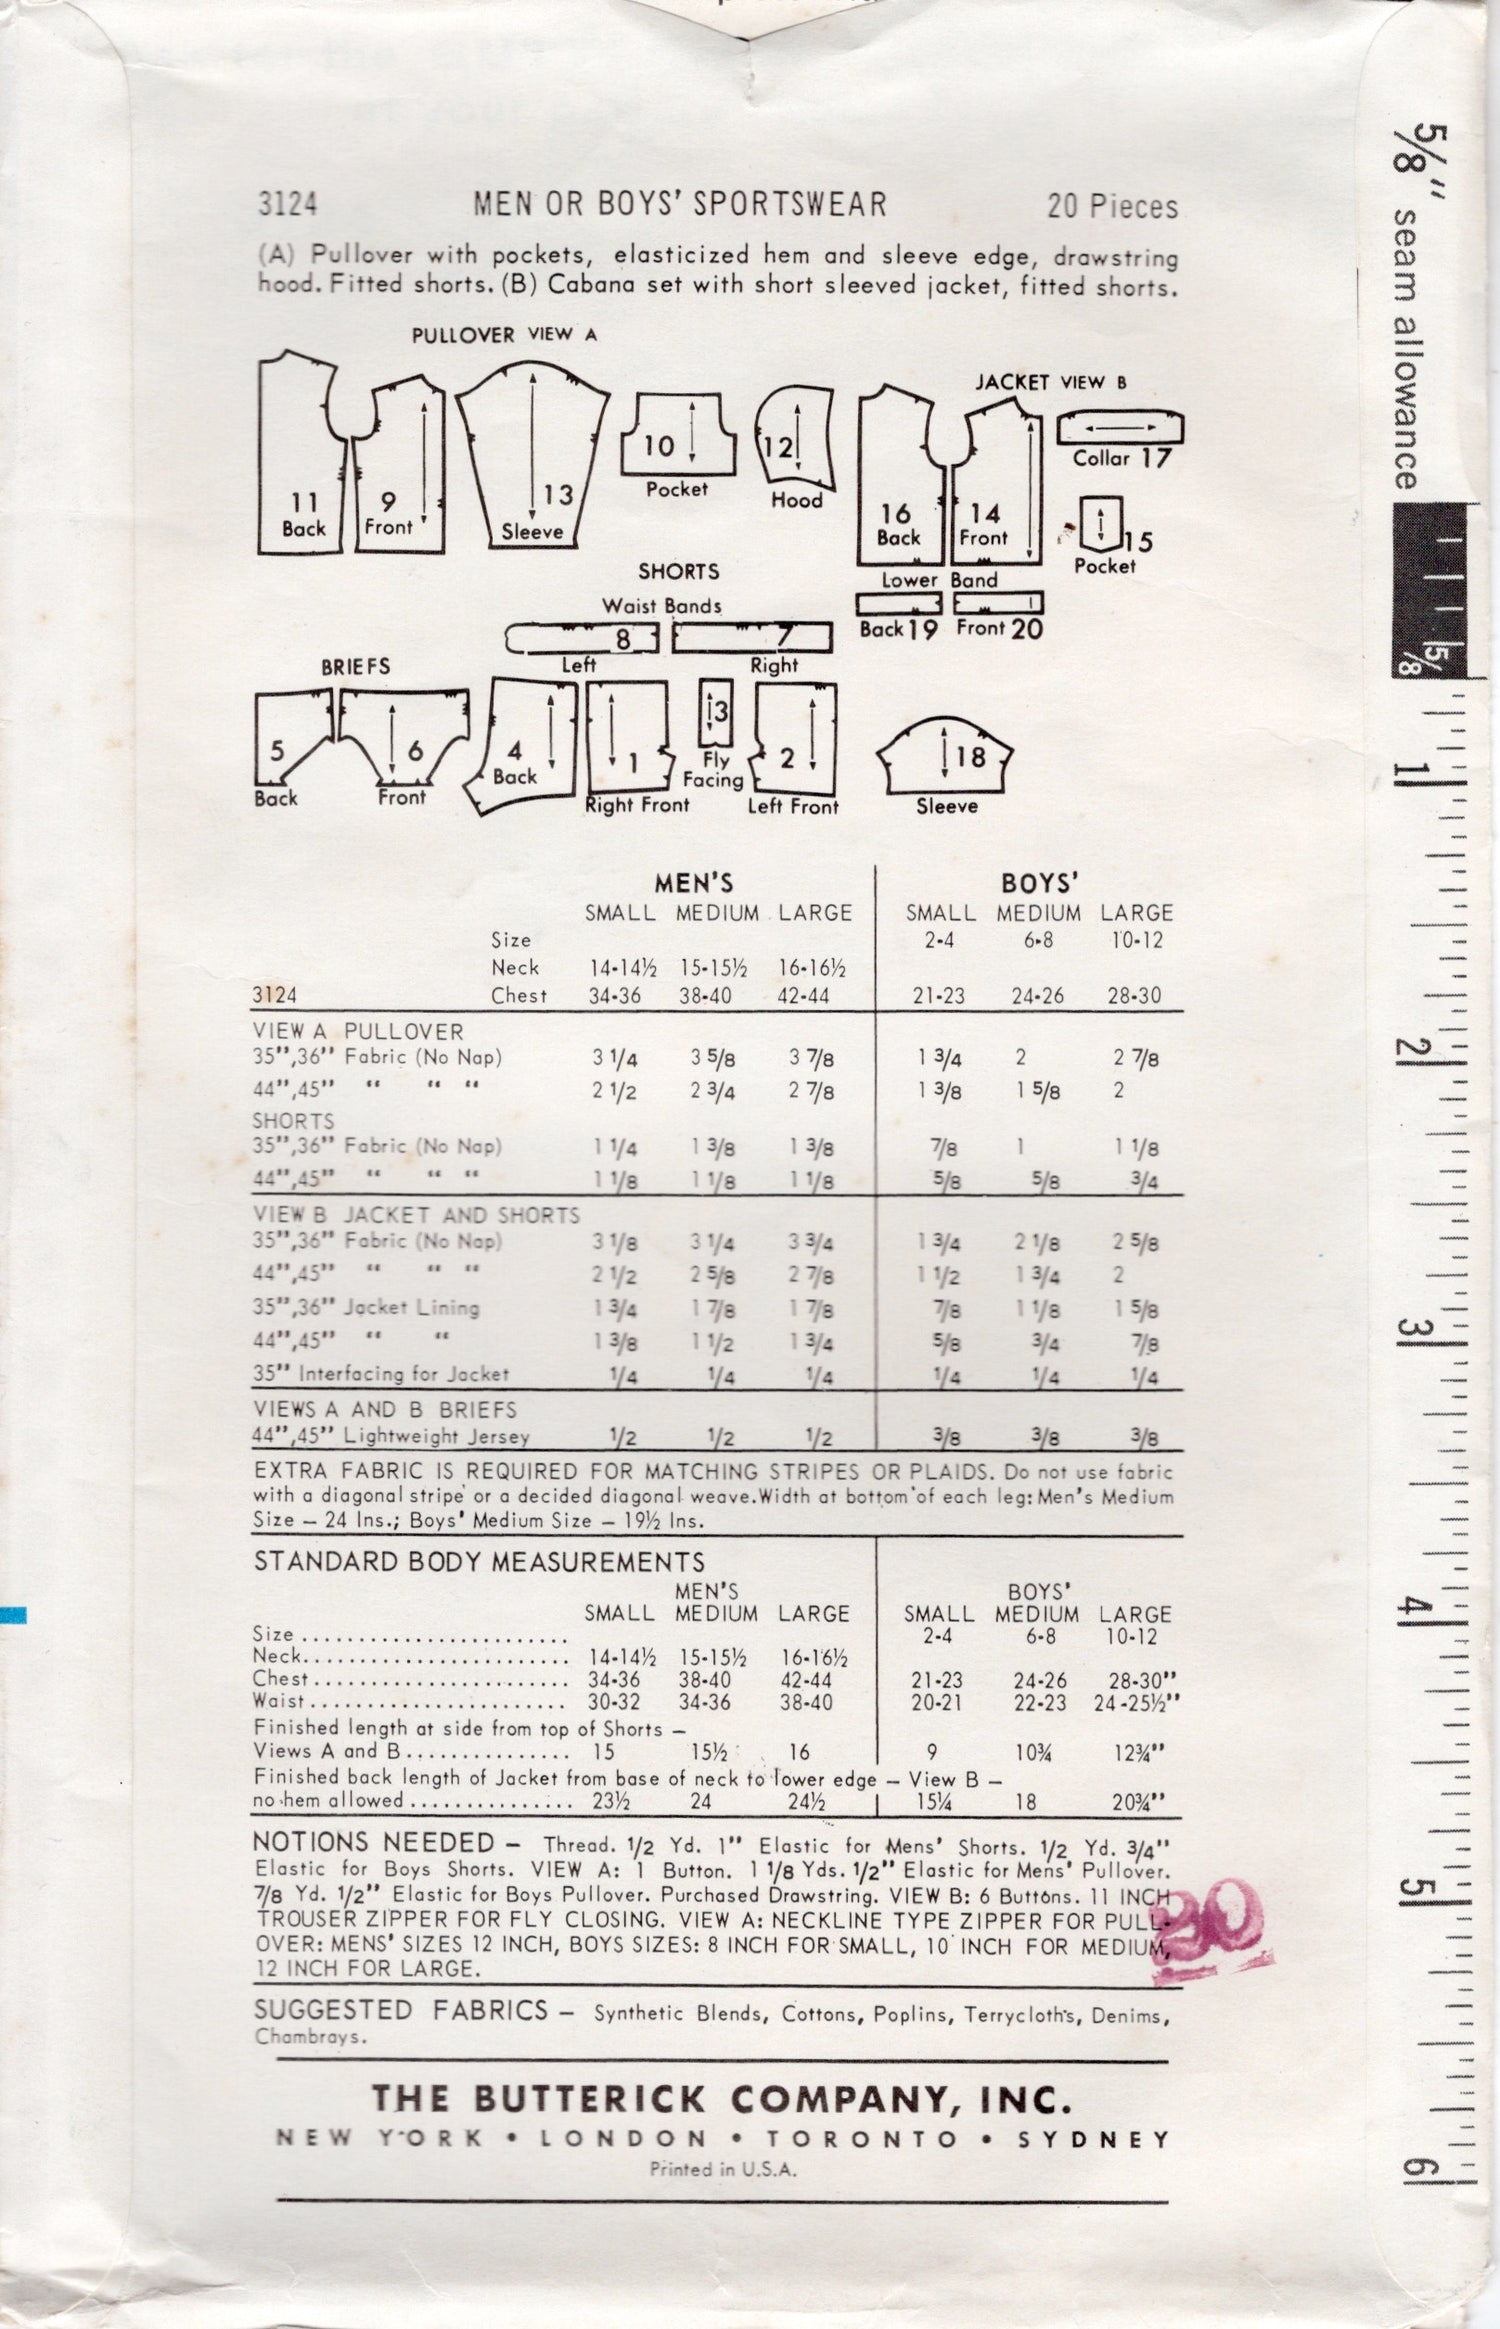 3124 MEN OR BOYS' SPORTSWEAR 20 Pieces
(A) Pullover with pockets, elasticized hem and sleeve edge, drawstring
hood. Fitted shorts. (B) Cabana set with short sleeved jacket, fitted shorts.
PULLOVER VIEW A
JACKET VIEW B
11 Back
9 Front
13 Sleeve
10 Pocket
12 Hood
16 Back
14 Front
Collar 17
15 Pocket
Lower Band
Back 19 Front 20
SHORTS
Waist Bands
8 Left
7 Right
BRIEFS
5 Back
6 Front
4 Back
1 Right Front
3 Fly Facing
2 Left Front
18 Sleeve
MEN'S BOYS'
SMALL MEDIUM LARGE SMALL MEDIUM LARGE
Size 2-4 6-8 10-12
Neck 14-14½ 15-15½ 16-16½
3124 Chest 34-36 38-40 42-44 21-23 24-26 28-30
VIEW A PULLOVER
35",36" Fabric (No Nap) 3 1/4 3 5/8 3 7/8 1 3/4 2 2 7/8
44",45" " " " 2 1/2 2 3/4 2 7/8 1 3/8 1 5/8 2
SHORTS
35",36" Fabric (No Nap) 1 1/4 1 3/8 1 3/8 7/8 1 1 1/8
44",45" " " " 1 1/8 1 1/8 1 1/8 5/8 5/8 3/4
VIEW B JACKET AND SHORTS
35",36" Fabric (No Nap) 3 1/8 3 1/4 3 3/4 1 3/4 2 1/8 2 5/8
44",45" " " " 2 1/2 2 5/8 2 7/8 1 1/2 1 3/4 2
35",36" Jacket Lining 1 3/4 1 7/8 1 7/8 7/8 1 1/8 1 5/8
44",45" " " 1 3/8 1 1/2 1 3/4 5/8 3/4 7/8
35" Interfacing for Jacket 1/4 1/4 1/4 1/4 1/4 1/4
VIEWS A AND B BRIEFS
44",45" Lightweight Jersey 1/2 1/2 1/2 3/8 3/8 3/8
EXTRA FABRIC IS REQUIRED FOR MATCHING STRIPES OR PLAIDS. Do not use fabric
with a diagonal stripe or a decided diagonal weave. Width at bottom of each leg: Men's Medium
Size – 24 Ins.; Boys' Medium Size – 19½ Ins.
STANDARD BODY MEASUREMENTS
MEN'S BOYS'
SMALL MEDIUM LARGE SMALL MEDIUM LARGE
Size ........................ 2-4 6-8 10-12
Neck........................ 14-14½ 15-15½ 16-16½
Chest....................... 34-36 38-40 42-44 21-23 24-26 28-30"
Waist....................... 30-32 34-36 38-40 20-21 22-23 24-25½"
Finished length at side from top of Shorts –
Views A and B............... 15 15½ 16 9 10¾ 12¾"
Finished back length of Jacket from base of neck to lower edge – View B –
no hem allowed ............... 23½ 24 24½ 15¼ 18 20¾"
NOTIONS NEEDED – Thread. 1/2 Yd. 1" Elastic for Mens' Shorts. 1/2 Yd. 3/4"
Elastic for Boys Shorts. VIEW A: 1 Button. 1 1/8 Yds. 1/2" Elastic for Mens' Pullover.
7/8 Yd. 1/2" Elastic for Boys Pullover. Purchased Drawstring. VIEW B: 6 Buttons. 11 INCH
TROUSER ZIPPER FOR FLY CLOSING. VIEW A: NECKLINE TYPE ZIPPER FOR PULL-
OVER: MENS' SIZES 12 INCH, BOYS SIZES: 8 INCH FOR SMALL, 10 INCH FOR MEDIUM,
12 INCH FOR LARGE.
SUGGESTED FABRICS – Synthetic Blends, Cottons, Poplins, Terrycloths, Denims,
Chambrays.
THE BUTTERICK COMPANY, INC.
NEW YORK • LONDON • TORONTO • SYDNEY
Printed in U.S.A.
5/8" seam allowance
5/8
1
2
3
4
5
6